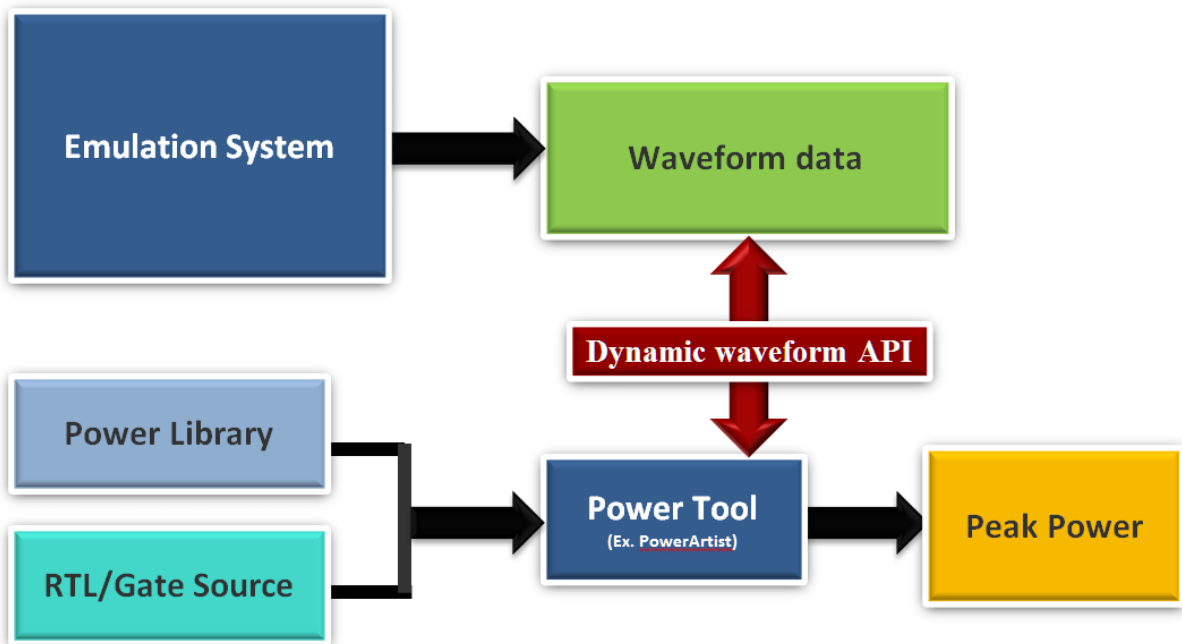 Emulation System
Waveform data
Dynamic waveform API
Power Library
Power Tool
(Ex. PowerArtist)
Peak Power
RTL/Gate Source